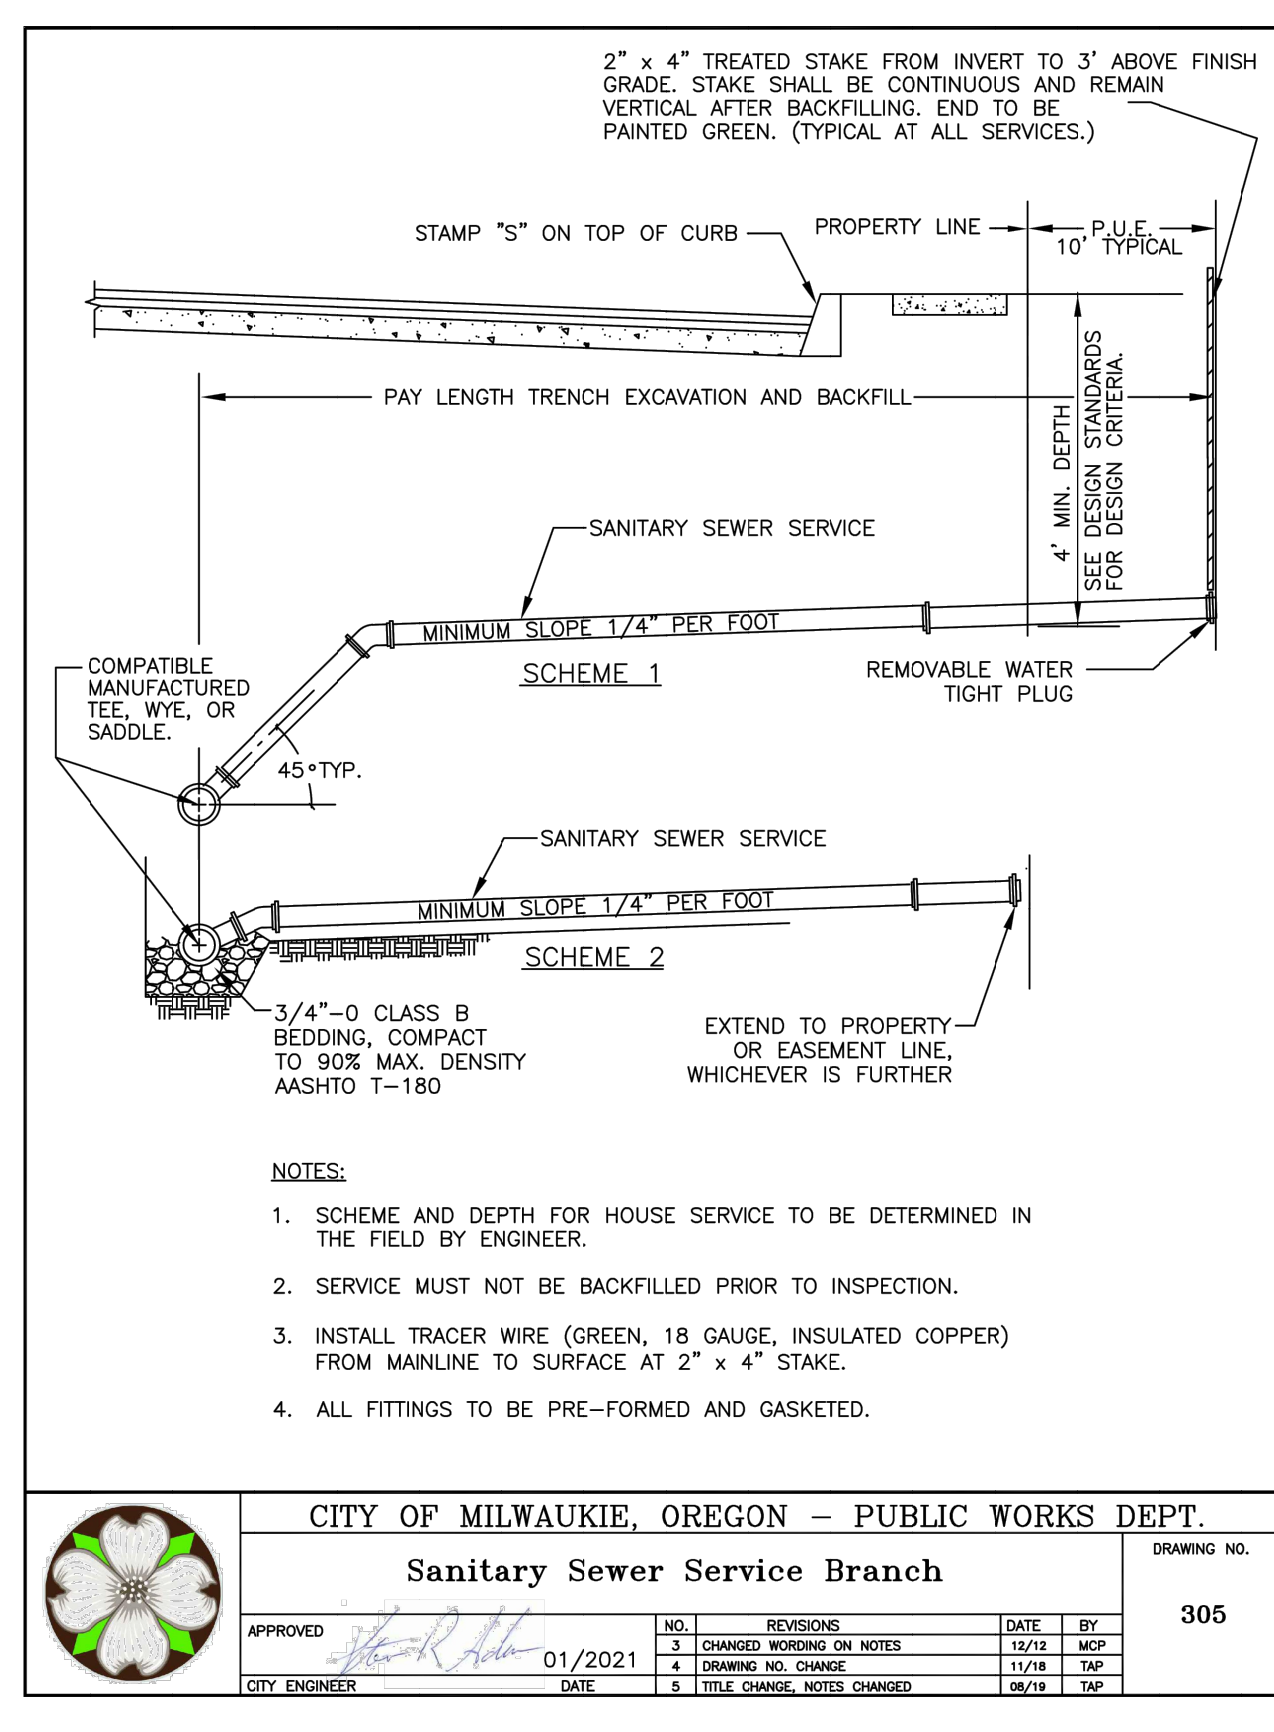 2" x 4" TREATED STAKE FROM INVERT TO 3' ABOVE FINISH
GRADE. STAKE SHALL BE CONTINUOUS AND REMAIN
VERTICAL AFTER BACKFILLING. END TO BE
PAINTED GREEN. (TYPICAL AT ALL SERVICES.)
STAMP "S" ON TOP OF CURB
PROPERTY LINE
P.U.E.
10' TYPICAL
PAY LENGTH TRENCH EXCAVATION AND BACKFILL
4' MIN. DEPTH
SEE DESIGN STANDARDS
FOR DESIGN CRITERIA.
SANITARY SEWER SERVICE
MINIMUM SLOPE 1/4" PER FOOT
SCHEME 1
COMPATIBLE
MANUFACTURED
TEE, WYE, OR
SADDLE.
REMOVABLE WATER
TIGHT PLUG
45° TYP.
SANITARY SEWER SERVICE
MINIMUM SLOPE 1/4" PER FOOT
SCHEME 2
3/4"-0 CLASS B
BEDDING, COMPACT
TO 90% MAX. DENSITY
AASHTO T-180
EXTEND TO PROPERTY
OR EASEMENT LINE,
WHICHEVER IS FURTHER
NOTES:
1. SCHEME AND DEPTH FOR HOUSE SERVICE TO BE DETERMINED IN
THE FIELD BY ENGINEER.
2. SERVICE MUST NOT BE BACKFILLED PRIOR TO INSPECTION.
3. INSTALL TRACER WIRE (GREEN, 18 GAUGE, INSULATED COPPER)
FROM MAINLINE TO SURFACE AT 2" x 4" STAKE.
4. ALL FITTINGS TO BE PRE-FORMED AND GASKETED.
CITY OF MILWAUKIE, OREGON - PUBLIC WORKS DEPT.
Sanitary Sewer Service Branch
DRAWING NO.
305
APPROVED
01/2021
CITY ENGINEER DATE
NO. REVISIONS DATE BY
3 CHANGED WORDING ON NOTES 12/12 MCP
4 DRAWING NO. CHANGE 11/18 TAP
5 TITLE CHANGE, NOTES CHANGED 08/19 TAP